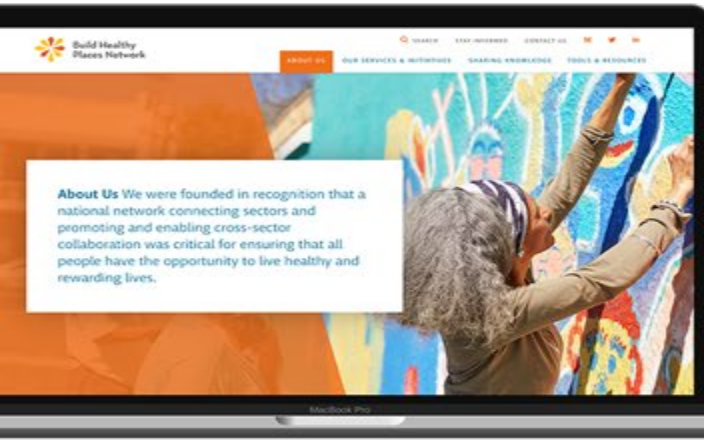 Build Healthy
Places Network
SEARCH STAY INFORMED CONTACT US
ABOUT US OUR SERVICES & INITIATIVES SHARING KNOWLEDGE TOOLS & RESOURCES
About Us We were founded in recognition that a
national network connecting sectors and
promoting and enabling cross-sector
collaboration was critical for ensuring that all
people have the opportunity to live healthy and
rewarding lives.
MacBook Pro